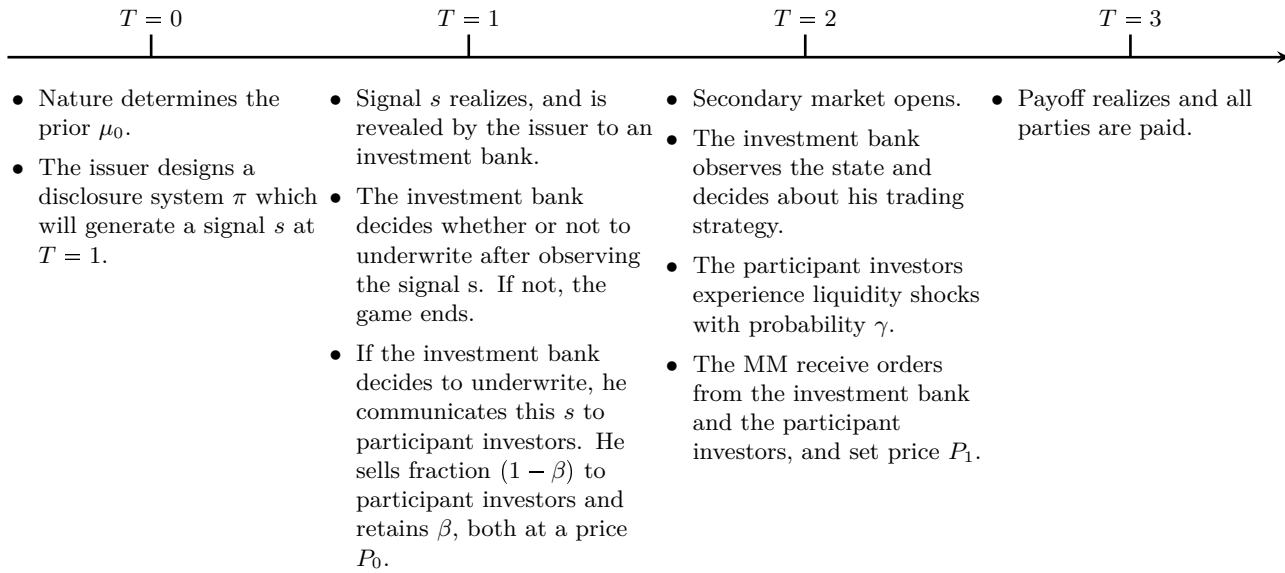 T = 0
T = 1
T = 2
T = 3
• Nature determines the
prior μ₀.
• The issuer designs a
disclosure system π which
will generate a signal s at
T = 1.
• Signal s realizes, and is
revealed by the issuer to an
investment bank.
• The investment bank
decides whether or not to
underwrite after observing
the signal s. If not, the
game ends.
• If the investment bank
decides to underwrite, he
communicates this s to
participant investors. He
sells fraction (1 − β) to
participant investors and
retains β, both at a price
P₀.
• Secondary market opens.
• The investment bank
observes the state and
decides about his trading
strategy.
• The participant investors
experience liquidity shocks
with probability γ.
• The MM receive orders
from the investment bank
and the participant
investors, and set price P₁.
• Payoff realizes and all
parties are paid.